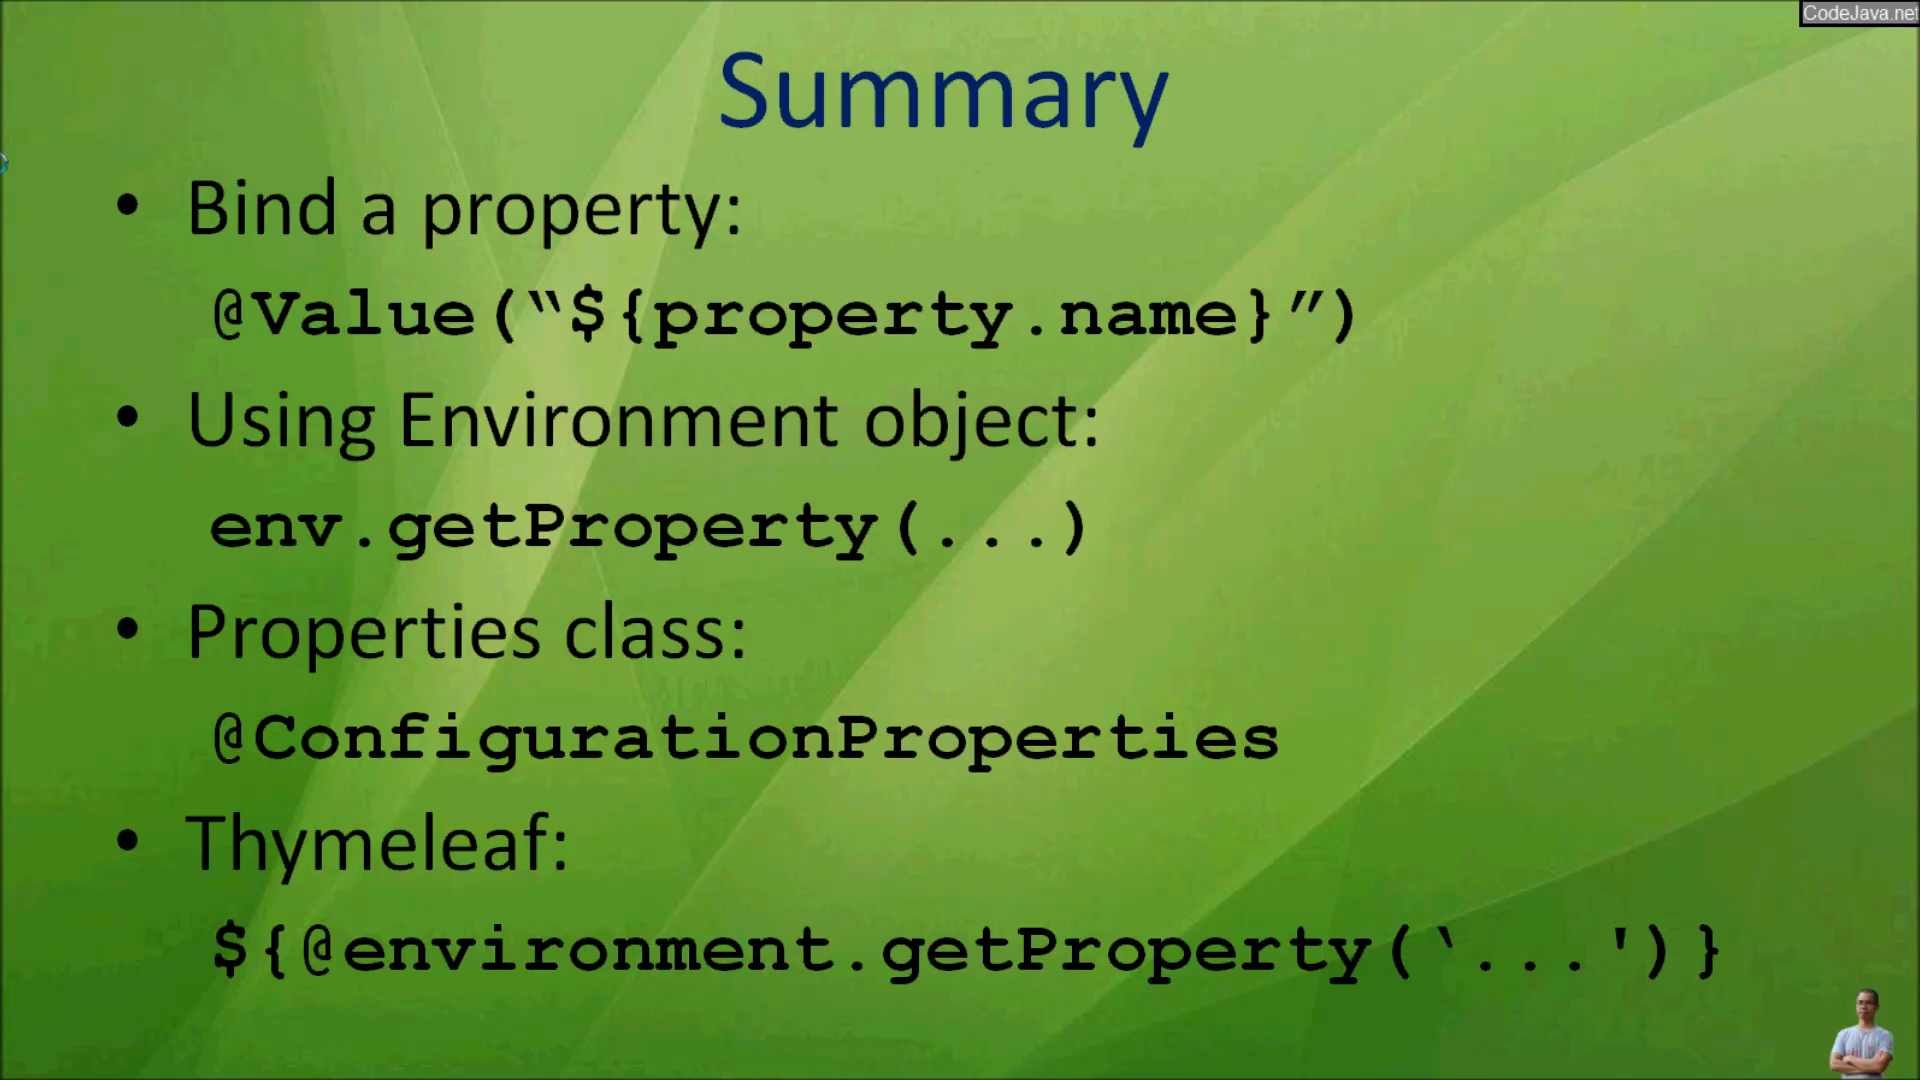 CodeJava.net
Summary
• Bind a property:
@Value(“${property.name}”)
• Using Environment object:
env.getProperty(...)
• Properties class:
@ConfigurationProperties
• Thymeleaf:
${@environment.getProperty(‘...')}